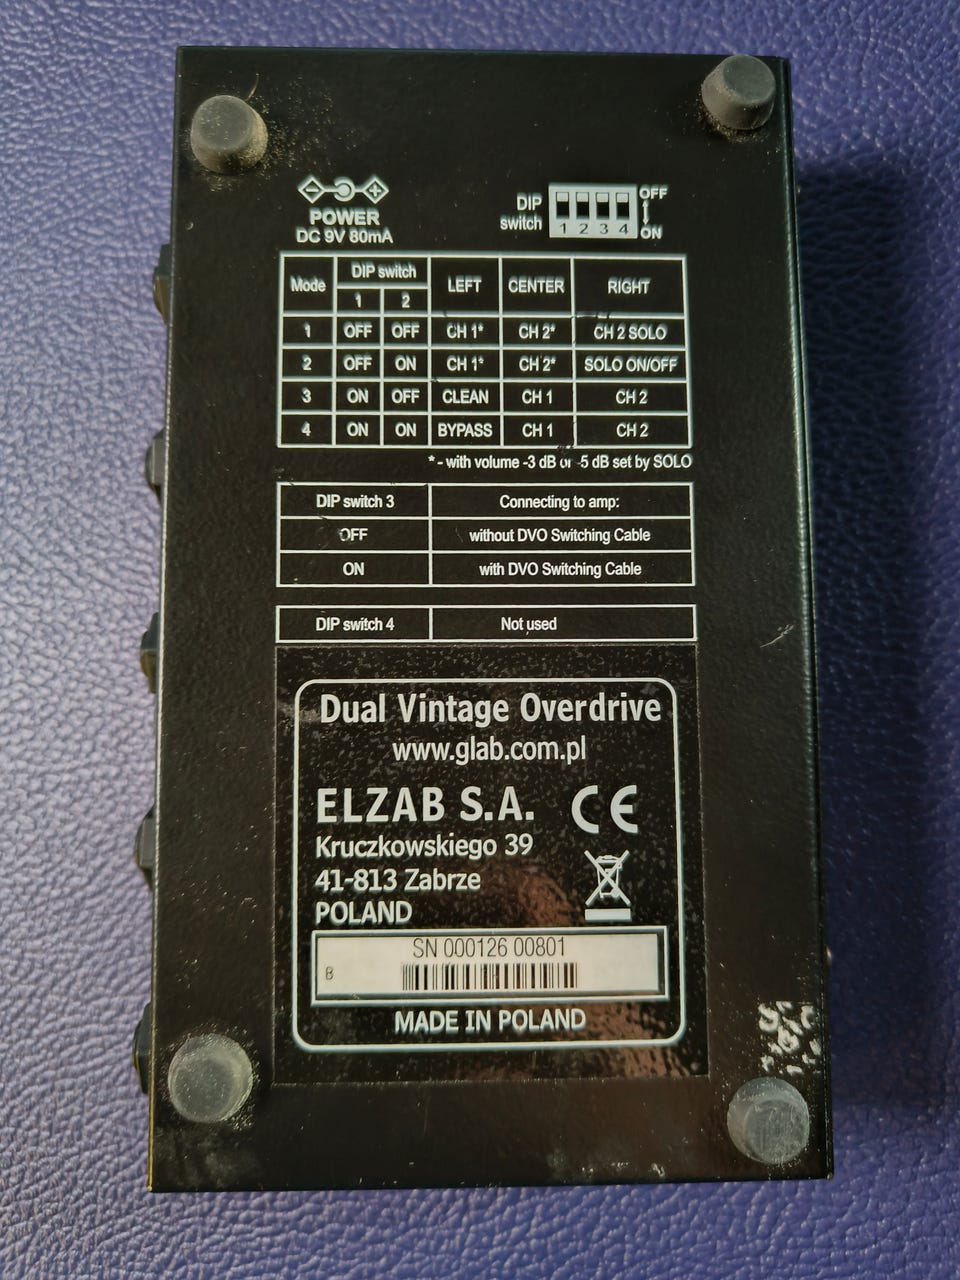 POWER
DC 9V 80mA
DIP switch
1 2 3 4
OFF
ON
Mode DIP switch LEFT CENTER RIGHT
1 2
1 OFF OFF CH 1* CH 2* CH 2 SOLO
2 OFF ON CH 1* CH 2* SOLO ON/OFF
3 ON OFF CLEAN CH 1 CH 2
4 ON ON BYPASS CH 1 CH 2
* - with volume -3 dB or -5 dB set by SOLO
DIP switch 3 Connecting to amp:
OFF without DVO Switching Cable
ON with DVO Switching Cable
DIP switch 4 Not used
Dual Vintage Overdrive
www.glab.com.pl
ELZAB S.A. CE
Kruczkowskiego 39
41-813 Zabrze
POLAND
SN 000126 00801
B
MADE IN POLAND